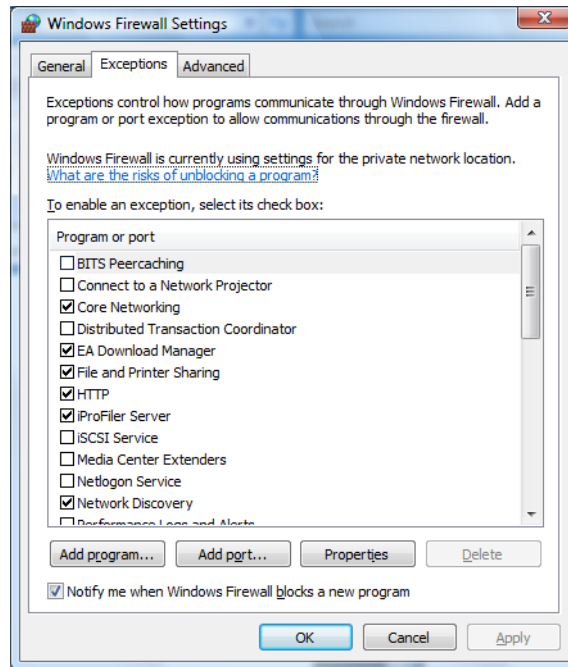 Windows Firewall Settings
General
Exceptions
Advanced
Exceptions control how programs communicate through Windows Firewall. Add a
program or port exception to allow communications through the firewall.
Windows Firewall is currently using settings for the private network location.
What are the risks of unblocking a program?
To enable an exception, select its check box:
Program or port
BITS Peercaching
Connect to a Network Projector
Core Networking
Distributed Transaction Coordinator
EA Download Manager
File and Printer Sharing
HTTP
iProFiler Server
iSCSI Service
Media Center Extenders
Netlogon Service
Network Discovery
Performance Logs and Alerts
Add program...
Add port...
Properties
Delete
Notify me when Windows Firewall blocks a new program
OK
Cancel
Apply